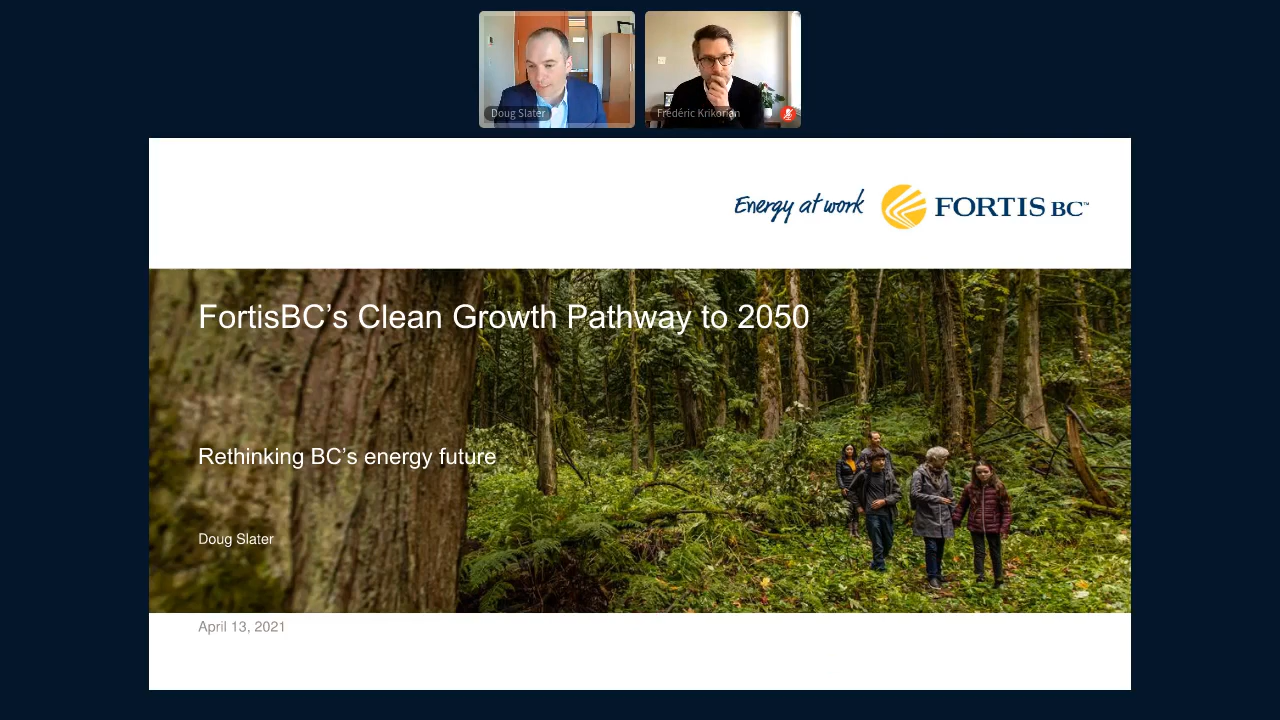 Doug Slater
Frédéric Krikorian
Energy at work
FORTIS BC™
FortisBC's Clean Growth Pathway to 2050
Rethinking BC's energy future
Doug Slater
April 13, 2021